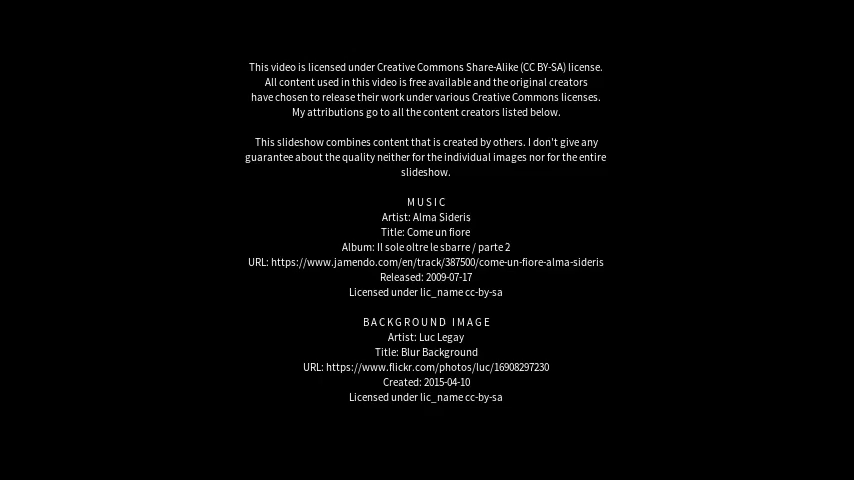 This video is licensed under Creative Commons Share-Alike (CC BY-SA) license.
All content used in this video is free available and the original creators
have chosen to release their work under various Creative Commons licenses.
My attributions go to all the content creators listed below.
This slideshow combines content that is created by others. I don't give any
guarantee about the quality neither for the individual images nor for the entire
slideshow.
MUSIC
Artist: Alma Sideris
Title: Come un fiore
Album: Il sole oltre le sbarre / parte 2
URL: https://www.jamendo.com/en/track/387500/come-un-fiore-alma-sideris
Released: 2009-07-17
Licensed under lic_name cc-by-sa
BACKGROUND IMAGE
Artist: Luc Legay
Title: Blur Background
URL: https://www.flickr.com/photos/luc/16908297230
Created: 2015-04-10
Licensed under lic_name cc-by-sa